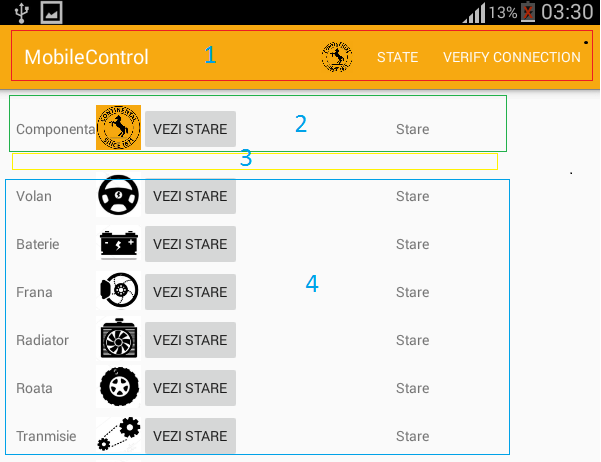 13% 03:30
MobileControl 1 STATE VERIFY CONNECTION
Componenta CONTINENTAL SINCE 1871 VEZI STARE 2 Stare
3
Volan VEZI STARE Stare
Baterie VEZI STARE Stare
Frana VEZI STARE 4 Stare
Radiator VEZI STARE Stare
Roata VEZI STARE Stare
Tranmisie VEZI STARE Stare